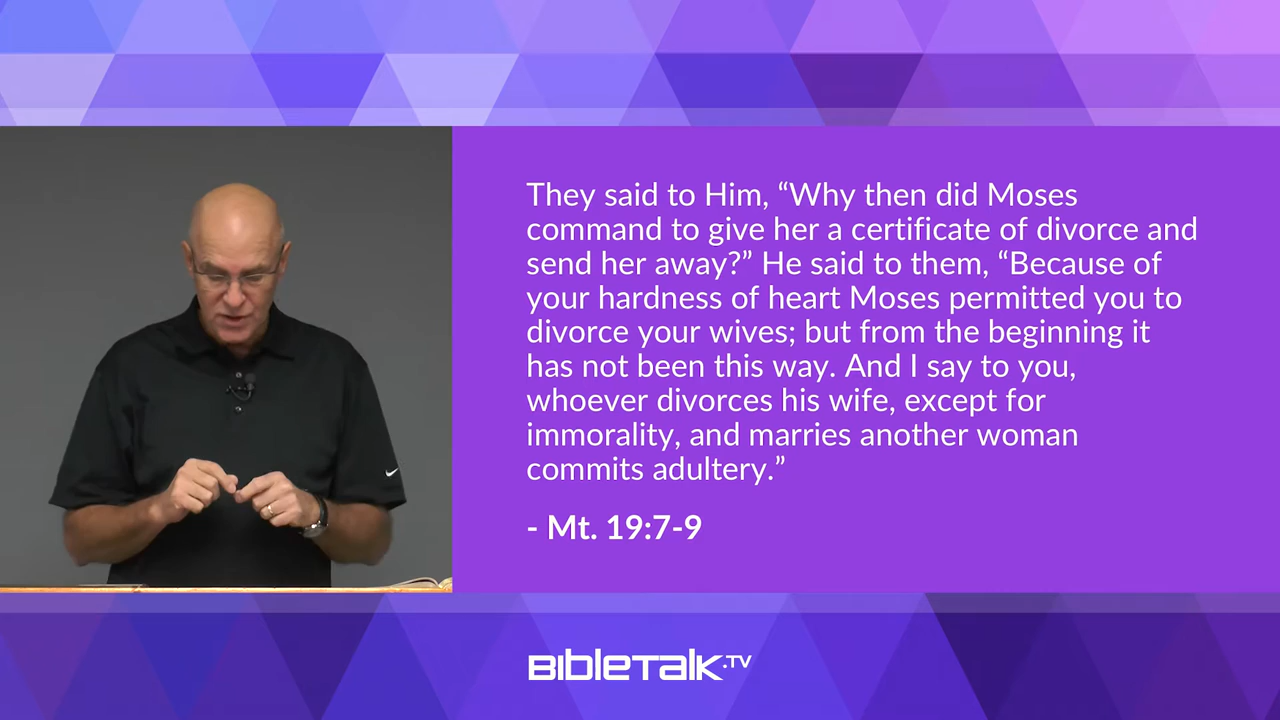 They said to Him, “Why then did Moses
command to give her a certificate of divorce and
send her away?” He said to them, “Because of
your hardness of heart Moses permitted you to
divorce your wives; but from the beginning it
has not been this way. And I say to you,
whoever divorces his wife, except for
immorality, and marries another woman
commits adultery.”
- Mt. 19:7-9
BibleTalk.TV